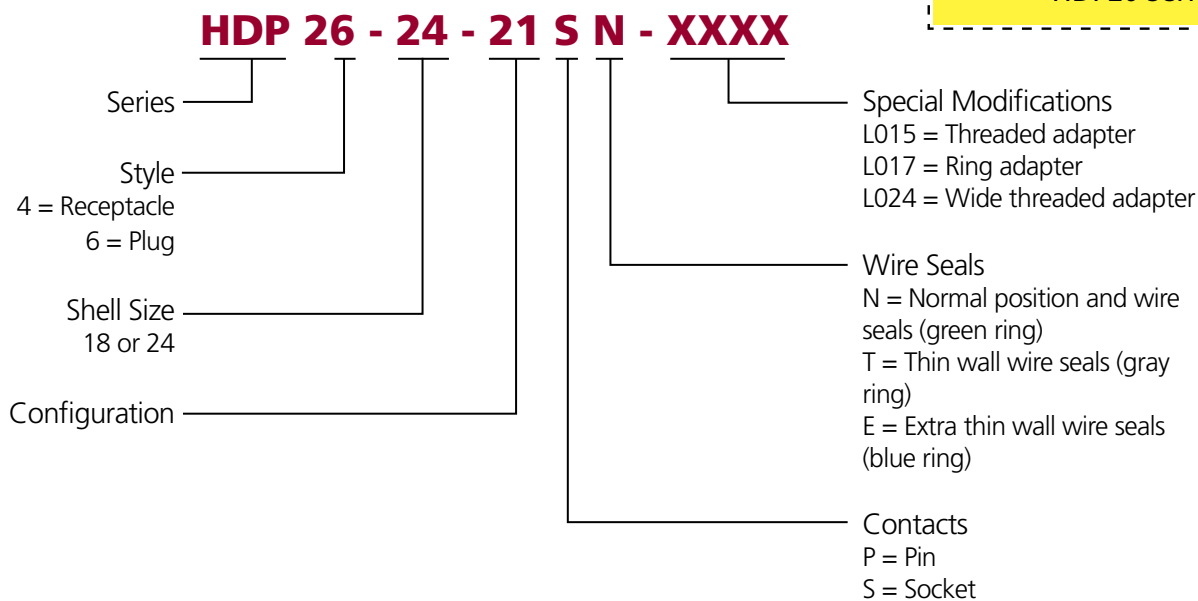 HDP 26 - 24 - 21 S N - XXXX
Series
Style
4 = Receptacle
6 = Plug
Shell Size
18 or 24
Configuration
Special Modifications
L015 = Threaded adapter
L017 = Ring adapter
L024 = Wide threaded adapter
Wire Seals
N = Normal position and wire
seals (green ring)
T = Thin wall wire seals (gray
ring)
E = Extra thin wall wire seals
(blue ring)
Contacts
P = Pin
S = Socket